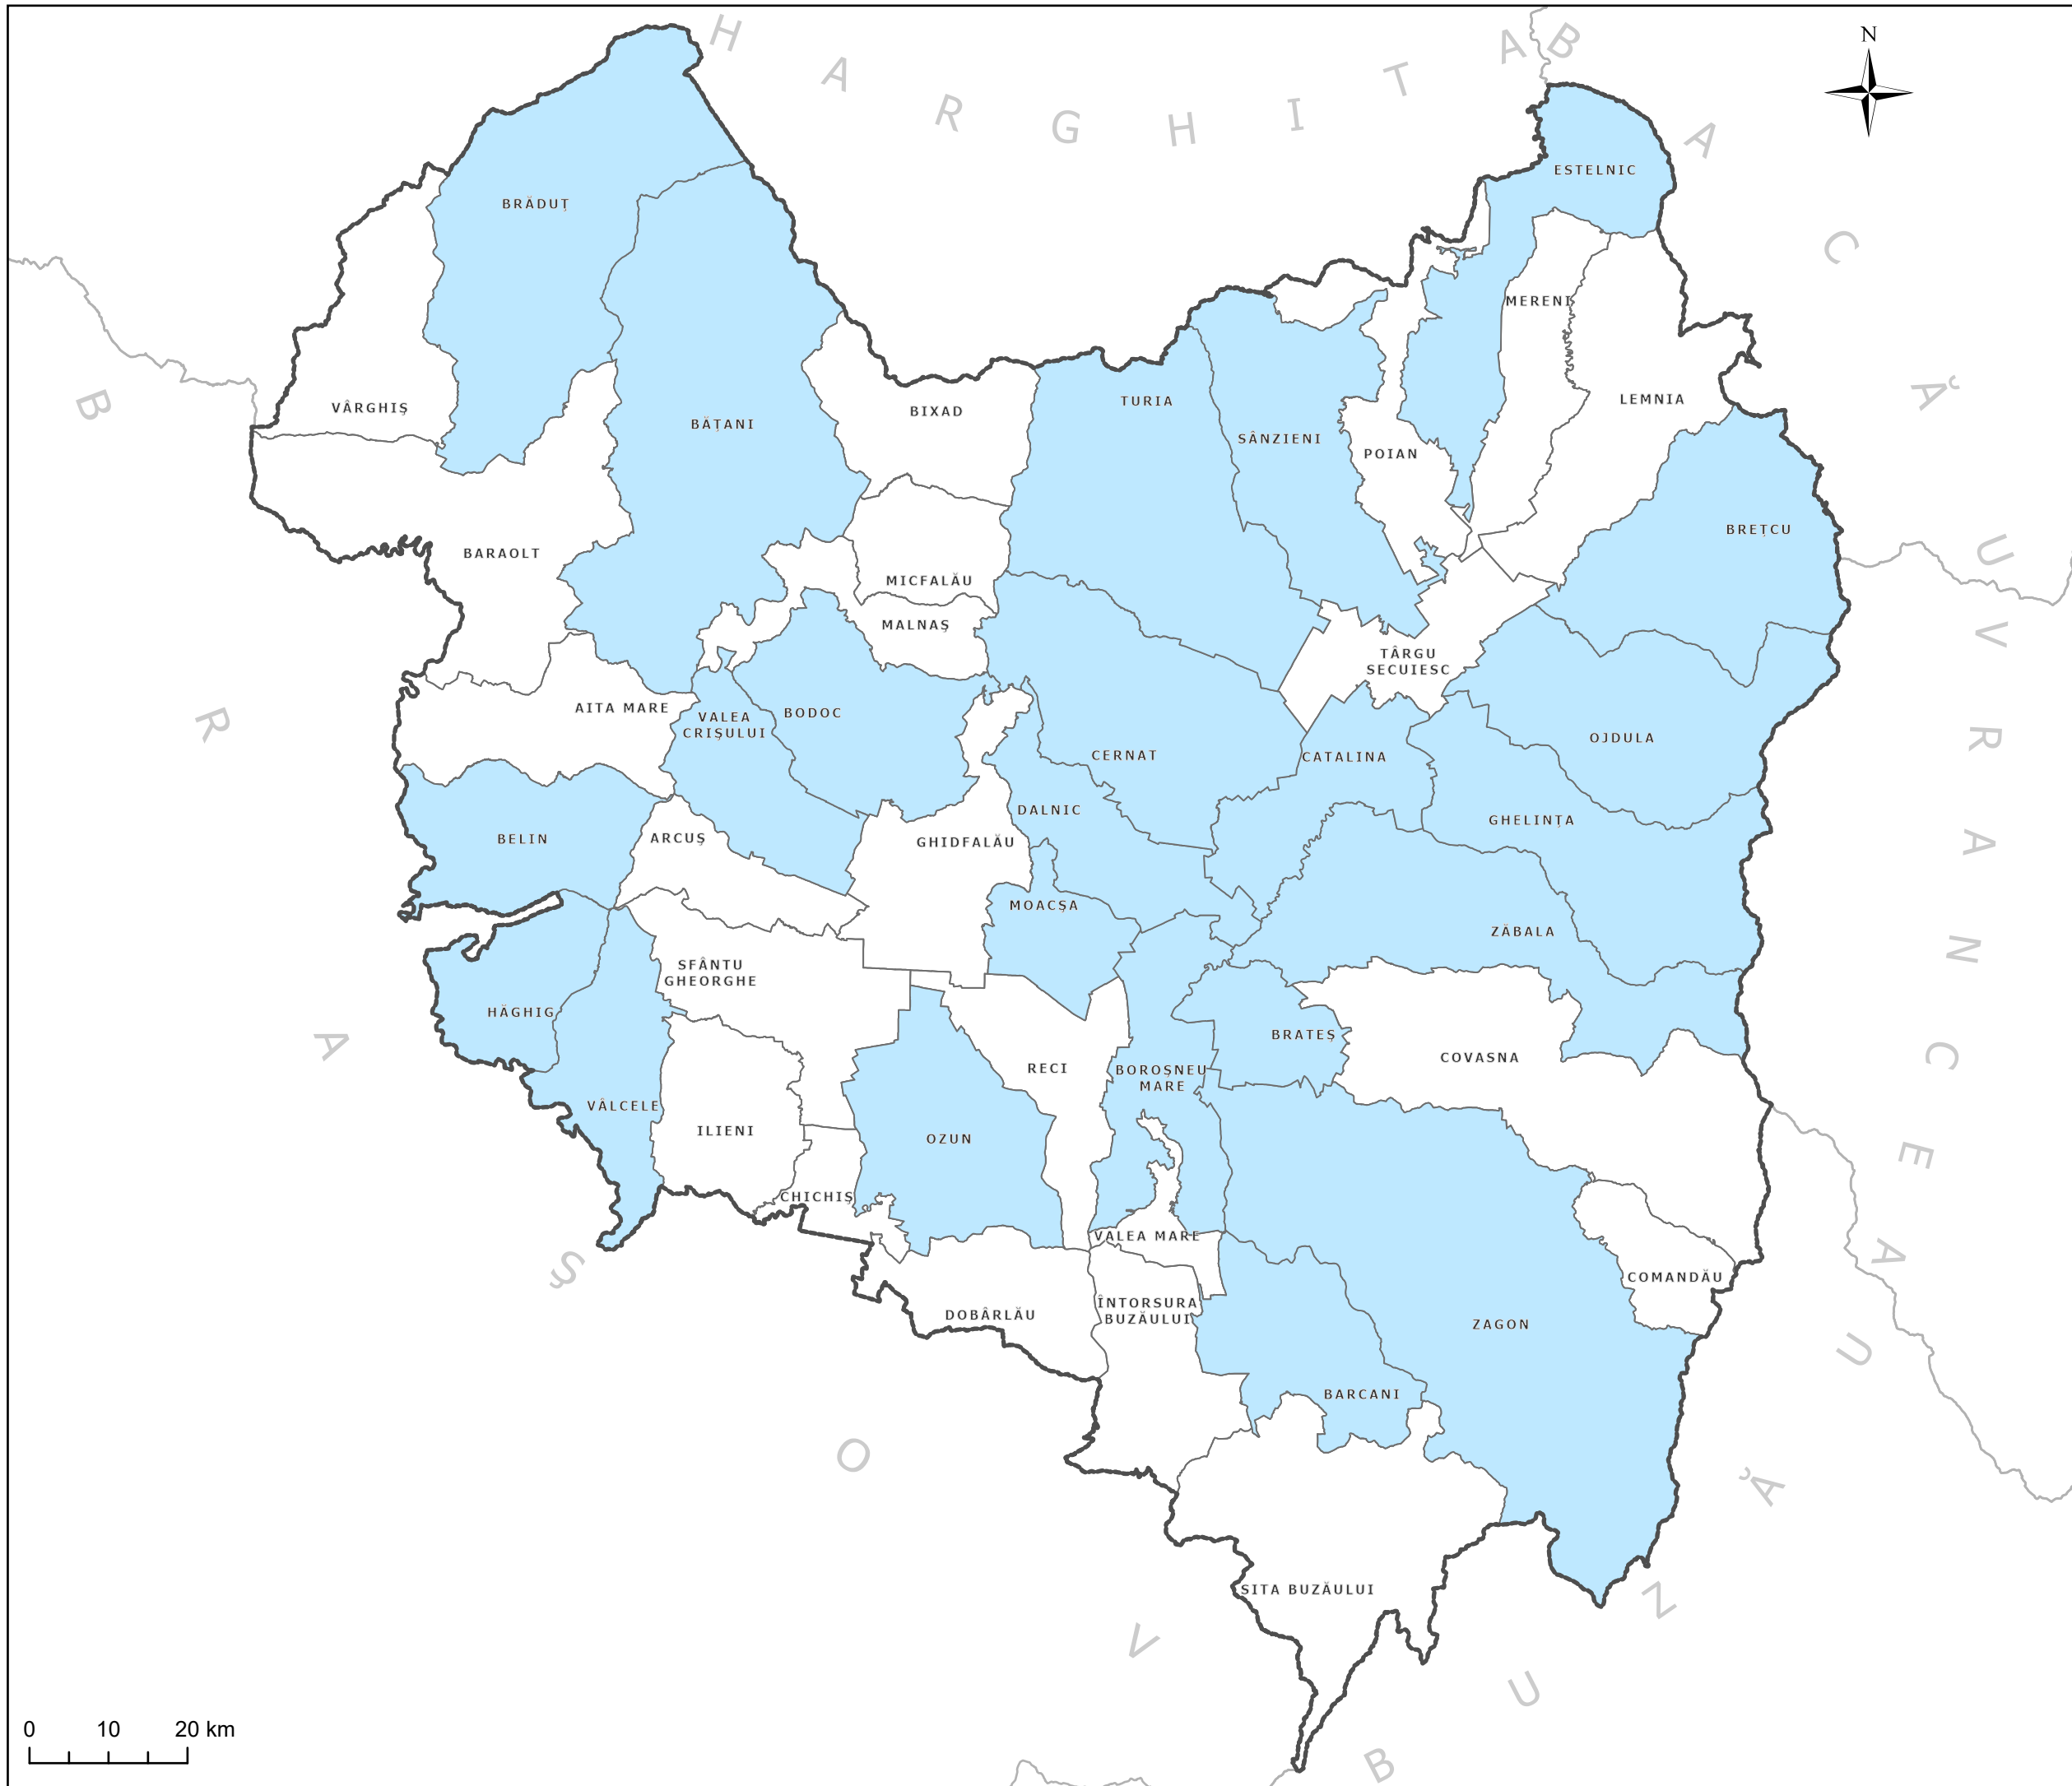 HARGHITA
BACĂU
VRANCEA
BUZĂU
BRAȘOV
N
ESTELNIC
BRĂDUȚ
MERENI
LEMNIA
VÂRGHIȘ
BĂȚANI
BIXAD
TURIA
SÂNZIENI
POIAN
BREȚCU
BARAOLT
MICFALĂU
MALNAȘ
TÂRGU
SECUIESC
AITA MARE
VALEA
CRIȘULUI
BODOC
CERNAT
CATALINA
OJDULA
DALNIC
GHELINȚA
BELIN
ARCUȘ
GHIDFALĂU
MOACȘA
ZĂBALA
SFÂNTU
GHEORGHE
HĂGHIG
BRATEȘ
COVASNA
RECI
BOROȘNEU
MARE
VÂLCELE
ILIENI
OZUN
CHICHIȘ
VALEA MARE
COMANDĂU
DOBÂRLĂU
ÎNTORSURA
BUZĂULUI
ZAGON
BARCANI
SITA BUZĂULUI
0 10 20 km